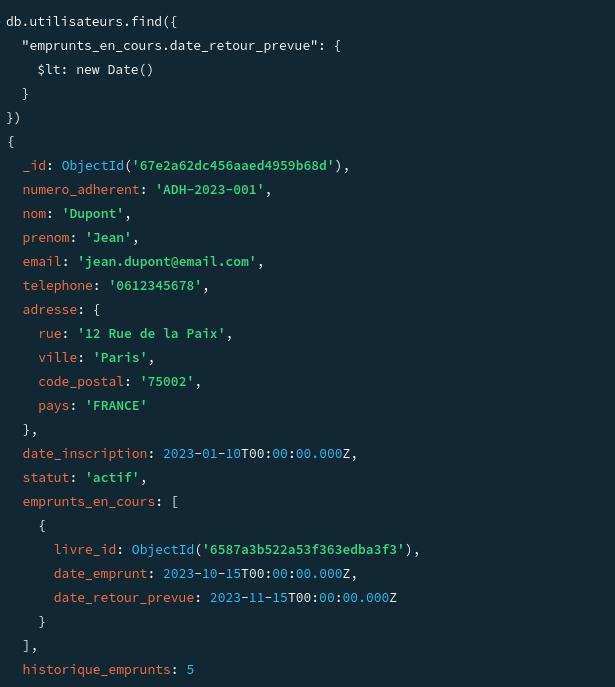 db.utilisateurs.find({
  "emprunts_en_cours.date_retour_prevue": {
    $lt: new Date()
  }
})
{
  _id: ObjectId('67e2a62dc456aaed4959b68d'),
  numero_adherent: 'ADH-2023-001',
  nom: 'Dupont',
  prenom: 'Jean',
  email: 'jean.dupont@email.com',
  telephone: '0612345678',
  adresse: {
    rue: '12 Rue de la Paix',
    ville: 'Paris',
    code_postal: '75002',
    pays: 'FRANCE'
  },
  date_inscription: 2023-01-10T00:00:00.000Z,
  statut: 'actif',
  emprunts_en_cours: [
    {
      livre_id: ObjectId('6587a3b522a53f363edba3f3'),
      date_emprunt: 2023-10-15T00:00:00.000Z,
      date_retour_prevue: 2023-11-15T00:00:00.000Z
    }
  ],
  historique_emprunts: 5